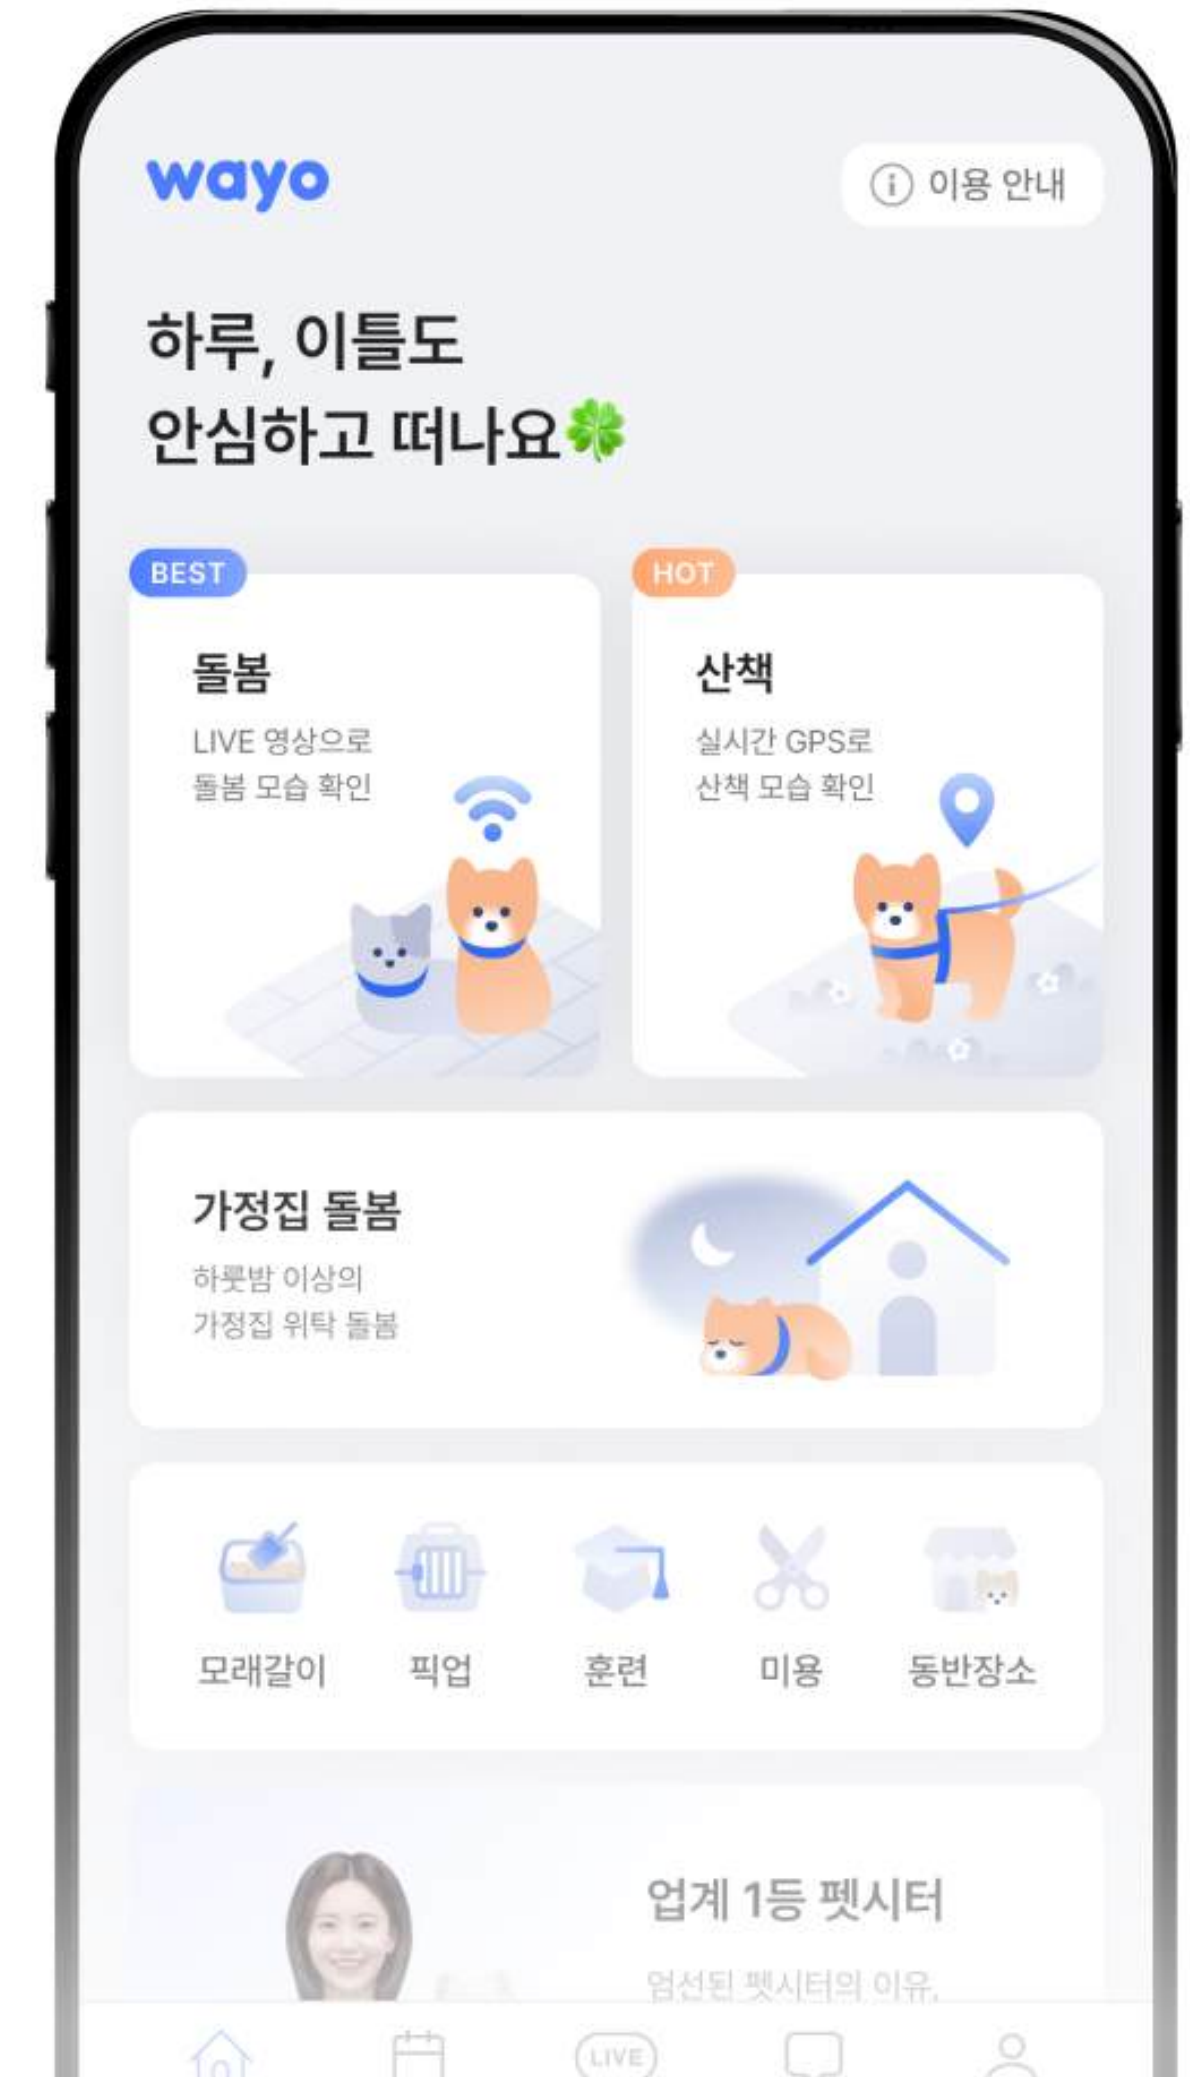 wayo
이용 안내
하루, 이틀도
안심하고 떠나요🍀
BEST
돌봄
LIVE 영상으로
돌봄 모습 확인
HOT
산책
실시간 GPS로
산책 모습 확인
가정집 돌봄
하룻밤 이상의
가정집 위탁 돌봄
모래갈이
픽업
훈련
미용
동반장소
업계 1등 펫시터
엄선된 펫시터의 이유,
LIVE